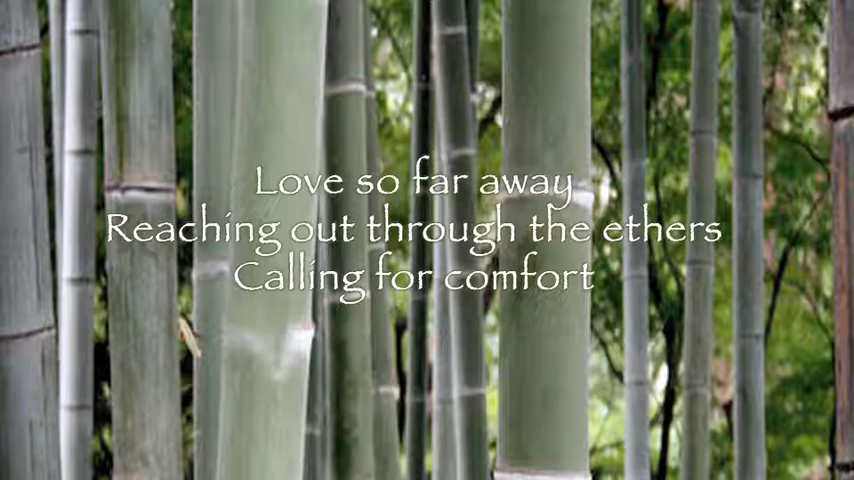 Love so far away
Reaching out through the ethers
Calling for comfort